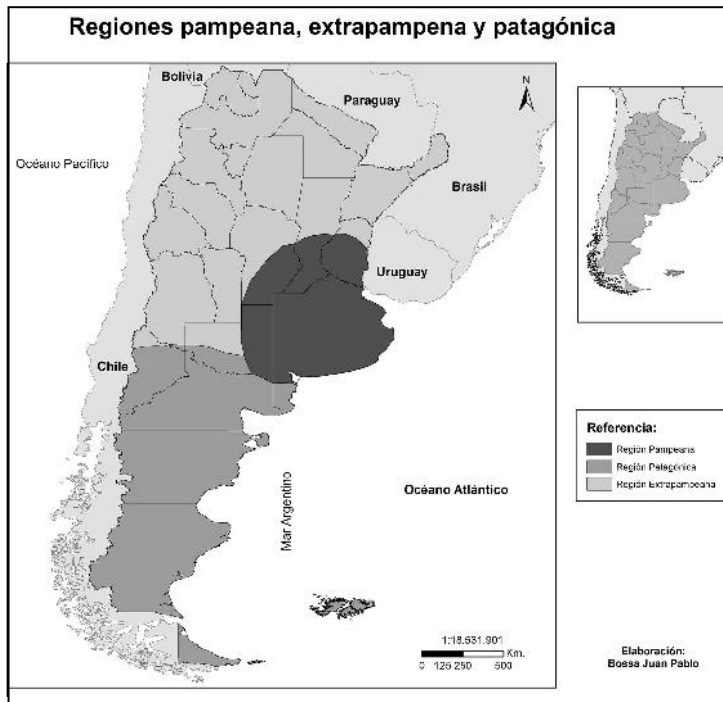 Regiones pampeana, extrapampena y patagónica
Bolivia
N
Paraguay
Océano Pacífico
Brasil
Uruguay
Chile
Referencia:
Región Pampeana
Región Patagónica
Región Extrapampeana
Océano Atlántico
Mar Argentino
1:18.531.901
Km.
0 125 250 500
Elaboración:
Bossa Juan Pablo